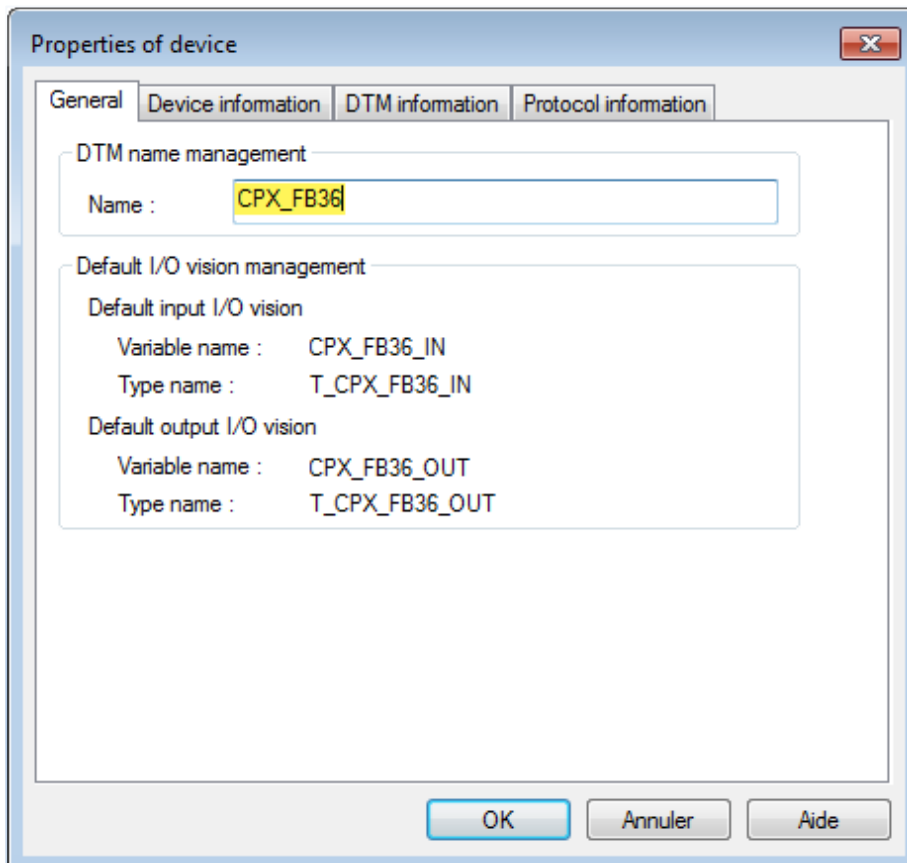 Properties of device
General Device information DTM information Protocol information
DTM name management
Name : CPX_FB36
Default I/O vision management
Default input I/O vision
Variable name : CPX_FB36_IN
Type name : T_CPX_FB36_IN
Default output I/O vision
Variable name : CPX_FB36_OUT
Type name : T_CPX_FB36_OUT
OK Annuler Aide